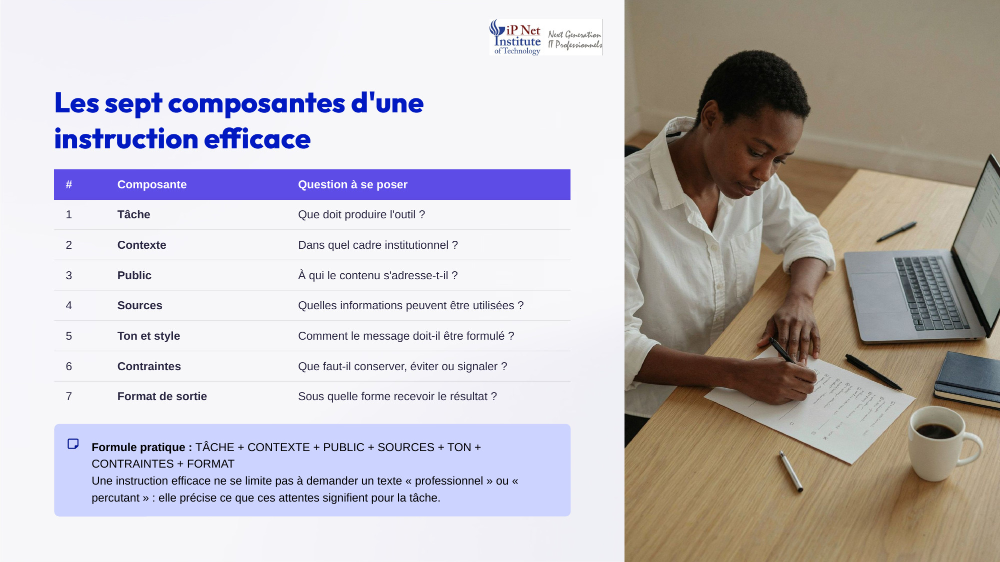 iP Net
Institute
of Technology
Next Generation
IT Professionnels
Les sept composantes d'une
instruction efficace
# Composante Question à se poser
1 Tâche Que doit produire l'outil ?
2 Contexte Dans quel cadre institutionnel ?
3 Public À qui le contenu s'adresse-t-il ?
4 Sources Quelles informations peuvent être utilisées ?
5 Ton et style Comment le message doit-il être formulé ?
6 Contraintes Que faut-il conserver, éviter ou signaler ?
7 Format de sortie Sous quelle forme recevoir le résultat ?
Formule pratique : TÂCHE + CONTEXTE + PUBLIC + SOURCES + TON +
CONTRAINTES + FORMAT
Une instruction efficace ne se limite pas à demander un texte « professionnel » ou «
percutant » : elle précise ce que ces attentes signifient pour la tâche.